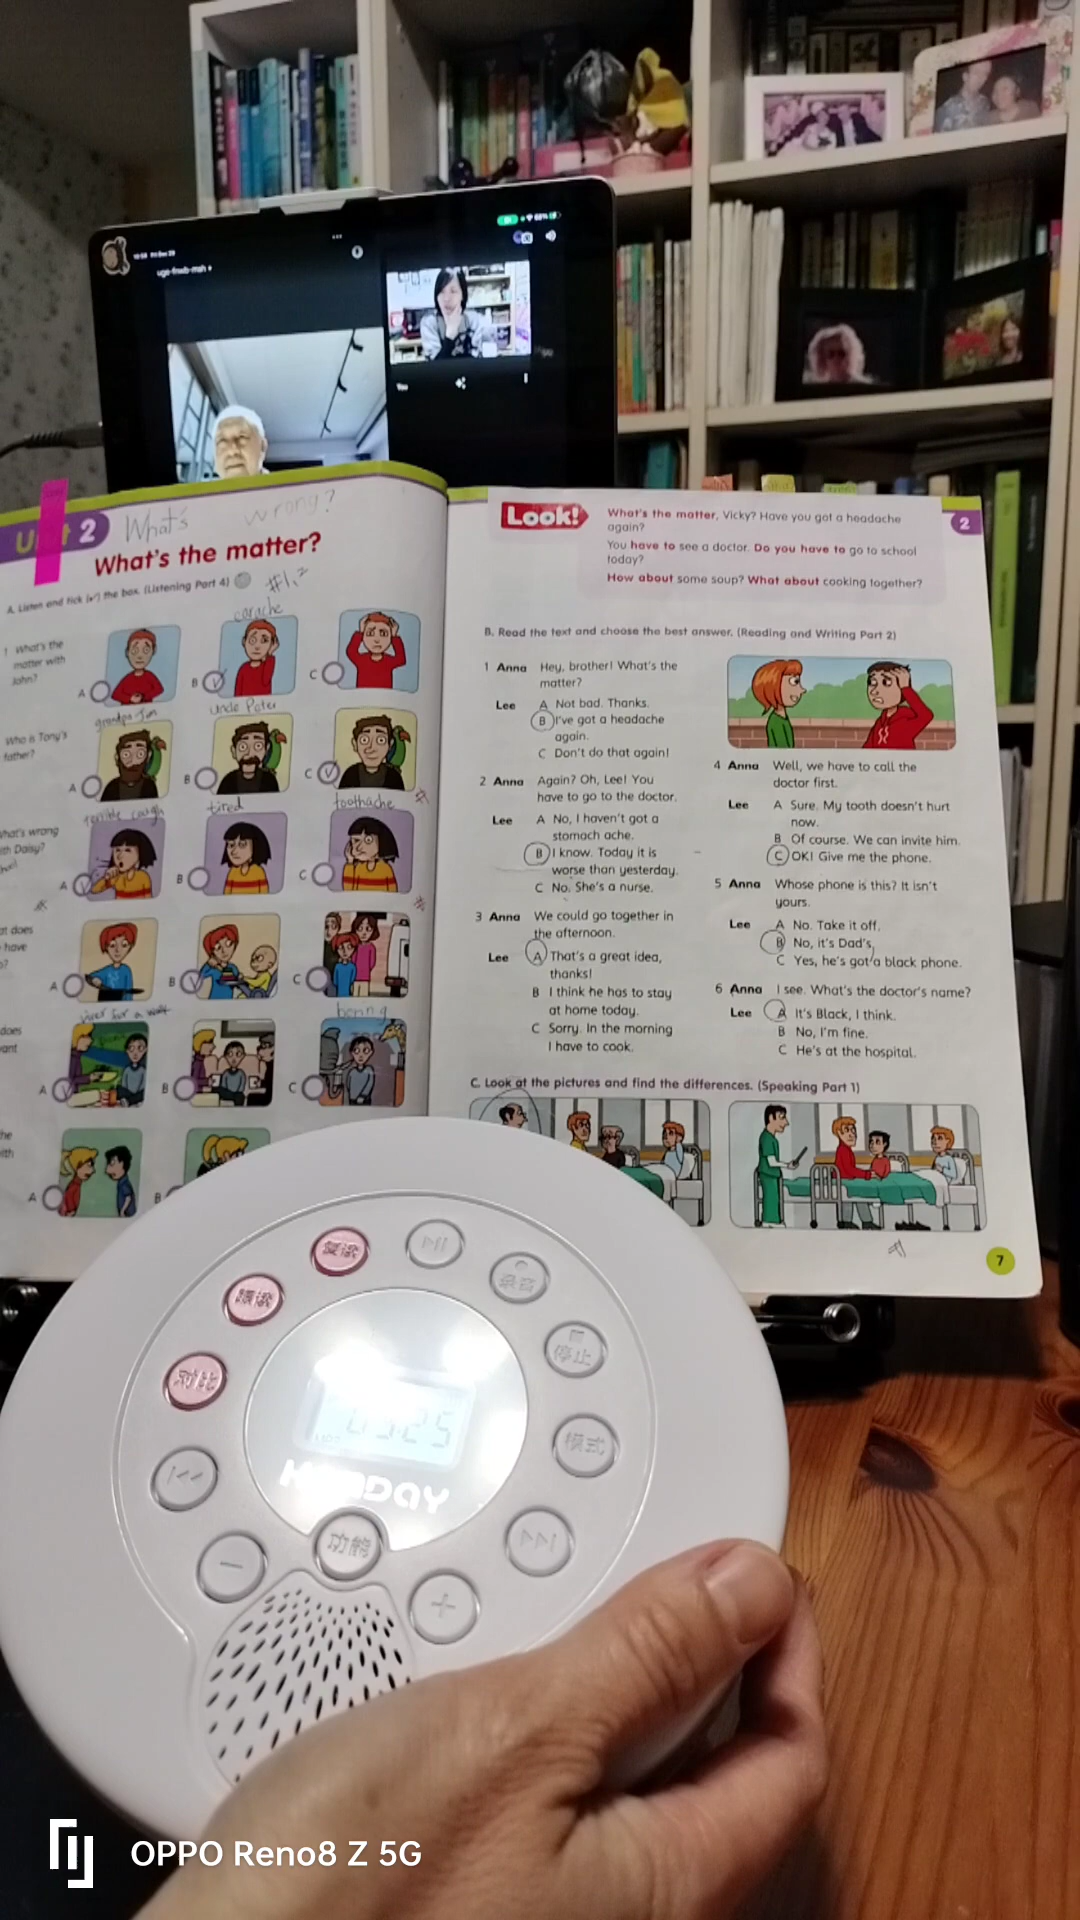 What's wrong?
2
What's the matter?
A. Listen and tick (✓) the box. (Listening Part 4)
#1,2
1 What's the
matter with
John?
earache
A
B
C
Who is Tony's
father?
grandpa Jim
uncle Peter
A
B
C
What's wrong
with Daisy?
terrible cough
tired
toothache
A
B
C
at does
have
A
B
C
does
ant
A
B
C
the
ith
A
B
Look!
What's the matter, Vicky? Have you got a headache
again?
You have to see a doctor. Do you have to go to school
today?
How about some soup? What about cooking together?
2
B. Read the text and choose the best answer. (Reading and Writing Part 2)
1 Anna Hey, brother! What's the
matter?
Lee A Not bad. Thanks.
B I've got a headache
again.
C Don't do that again!
2 Anna Again? Oh, Lee! You
have to go to the doctor.
Lee A No, I haven't got a
stomach ache.
B I know. Today it is
worse than yesterday.
C No. She's a nurse.
3 Anna We could go together in
the afternoon.
Lee A That's a great idea,
thanks!
B I think he has to stay
at home today.
C Sorry. In the morning
I have to cook.
4 Anna Well, we have to call the
doctor first.
Lee A Sure. My tooth doesn't hurt
now.
B Of course. We can invite him.
C OK! Give me the phone.
5 Anna Whose phone is this? It isn't
yours.
Lee A No. Take it off.
B No, it's Dad's.
C Yes, he's got a black phone.
6 Anna I see. What's the doctor's name?
Lee A It's Black, I think.
B No, I'm fine.
C He's at the hospital.
C. Look at the pictures and find the differences. (Speaking Part 1)
7
停止
模式
功能
OPPO Reno8 Z 5G